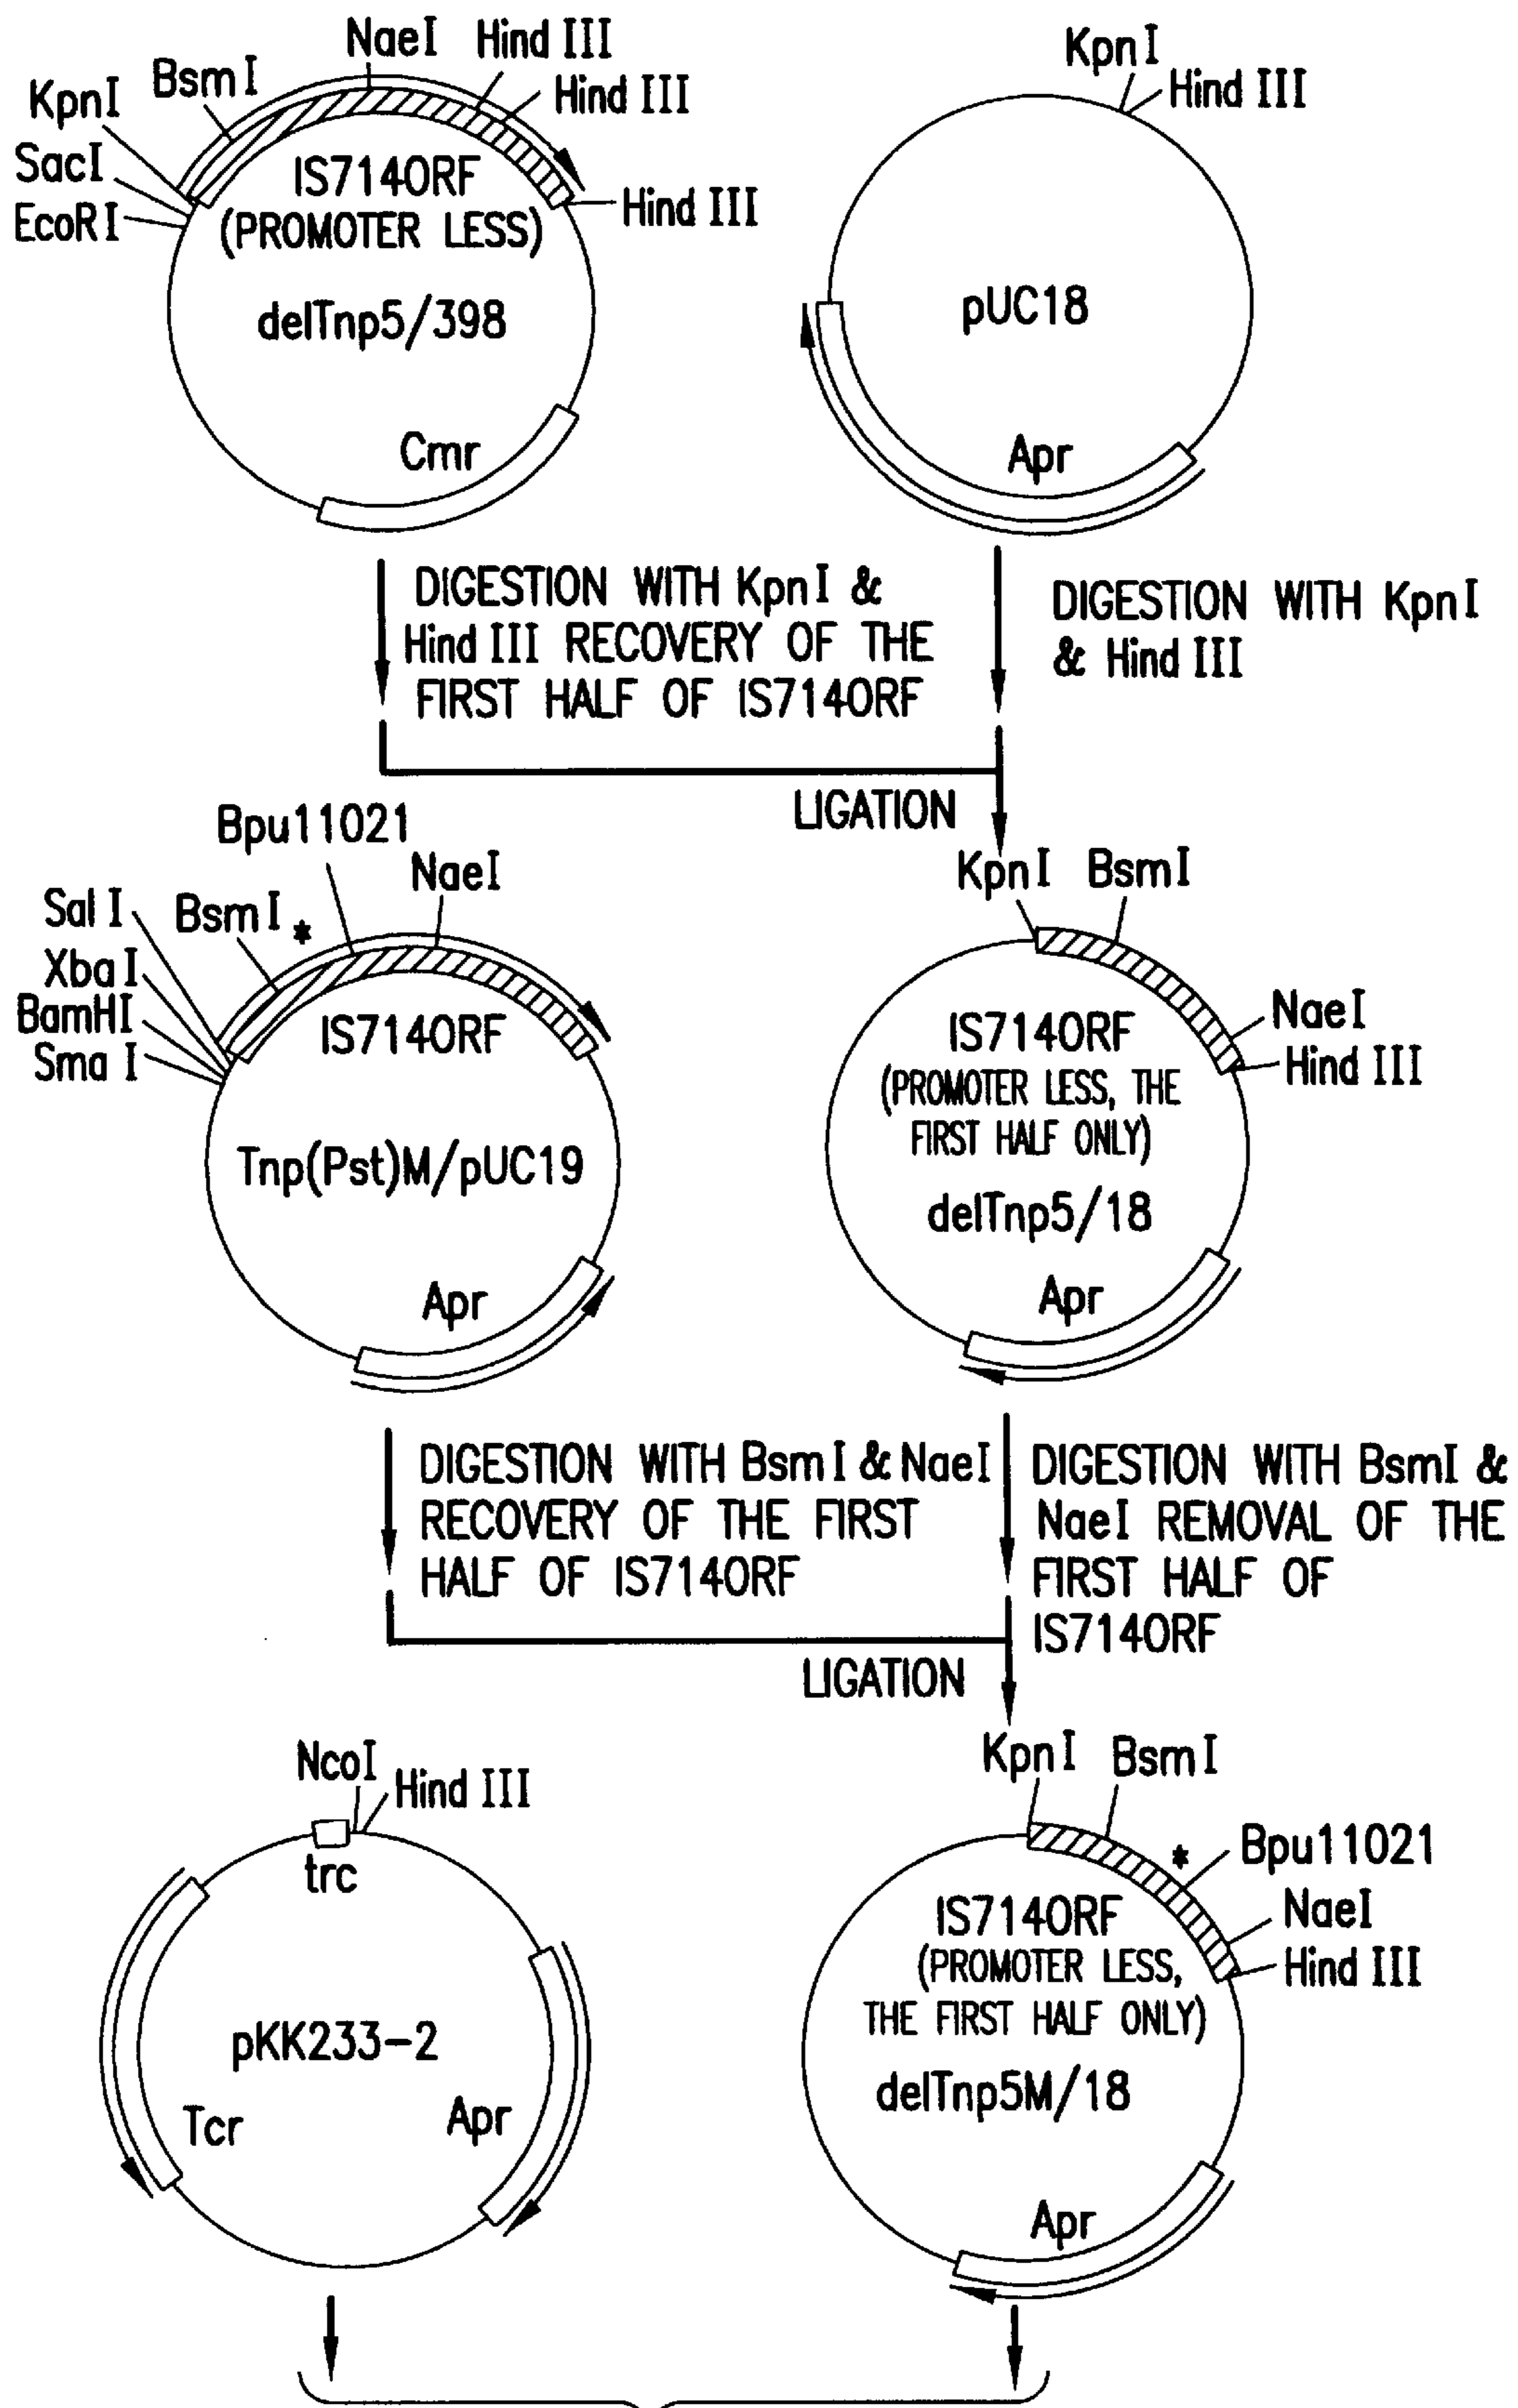 NaeI
Hind III
Hind III
BsmI
KpnI
SacI
EcoRI
IS714ORF
(PROMOTER LESS)
Hind III
delTnp5/398
Cmr
KpnI
Hind III
pUC18
Apr
DIGESTION WITH KpnI &
Hind III RECOVERY OF THE
FIRST HALF OF IS714ORF
DIGESTION WITH KpnI
& Hind III
LIGATION
Bpu11021
NaeI
Sal I
BsmI
*
XbaI
BamHI
Sma I
IS714ORF
Tnp(Pst)M/pUC19
Apr
KpnI BsmI
NaeI
Hind III
IS714ORF
(PROMOTER LESS, THE
FIRST HALF ONLY)
delTnp5/18
Apr
DIGESTION WITH BsmI & NaeI
RECOVERY OF THE FIRST
HALF OF IS714ORF
DIGESTION WITH BsmI &
NaeI REMOVAL OF THE
FIRST HALF OF
IS714ORF
LIGATION
NcoI
Hind III
trc
pKK233-2
Tcr
Apr
KpnI BsmI
*
Bpu11021
NaeI
Hind III
IS714ORF
(PROMOTER LESS,
THE FIRST HALF ONLY)
delTnp5M/18
Apr